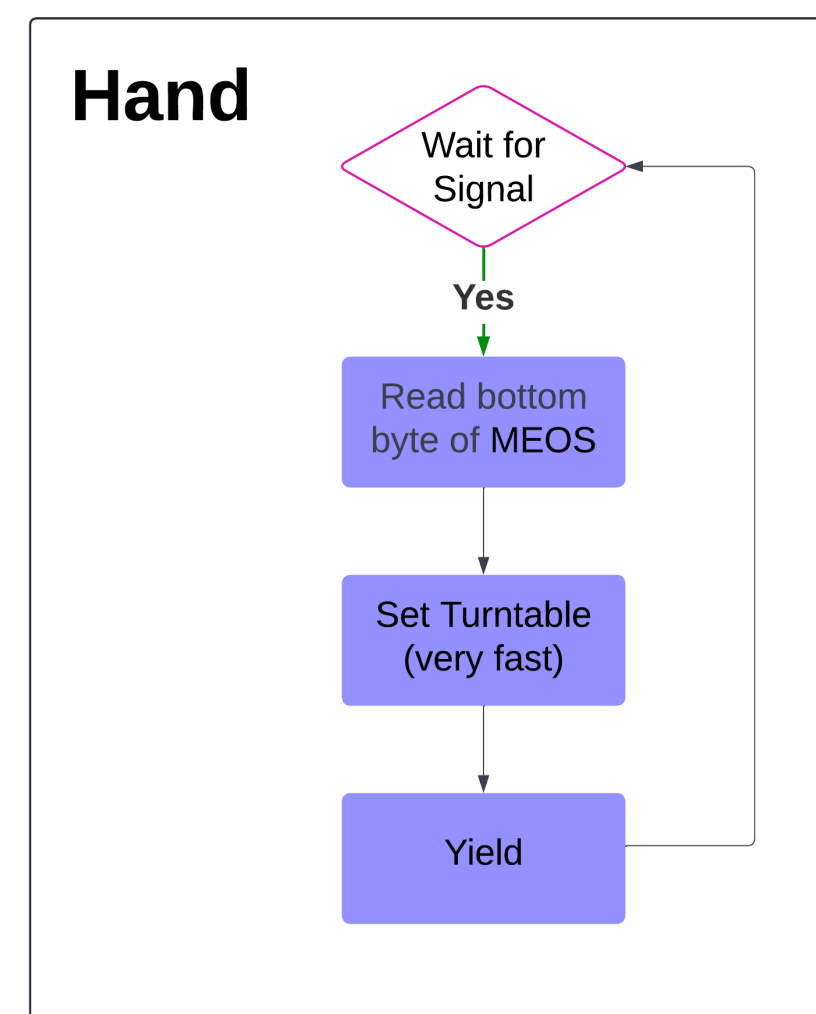 Hand
Wait for
Signal
Yes
Read bottom
byte of MEOS
Set Turntable
(very fast)
Yield